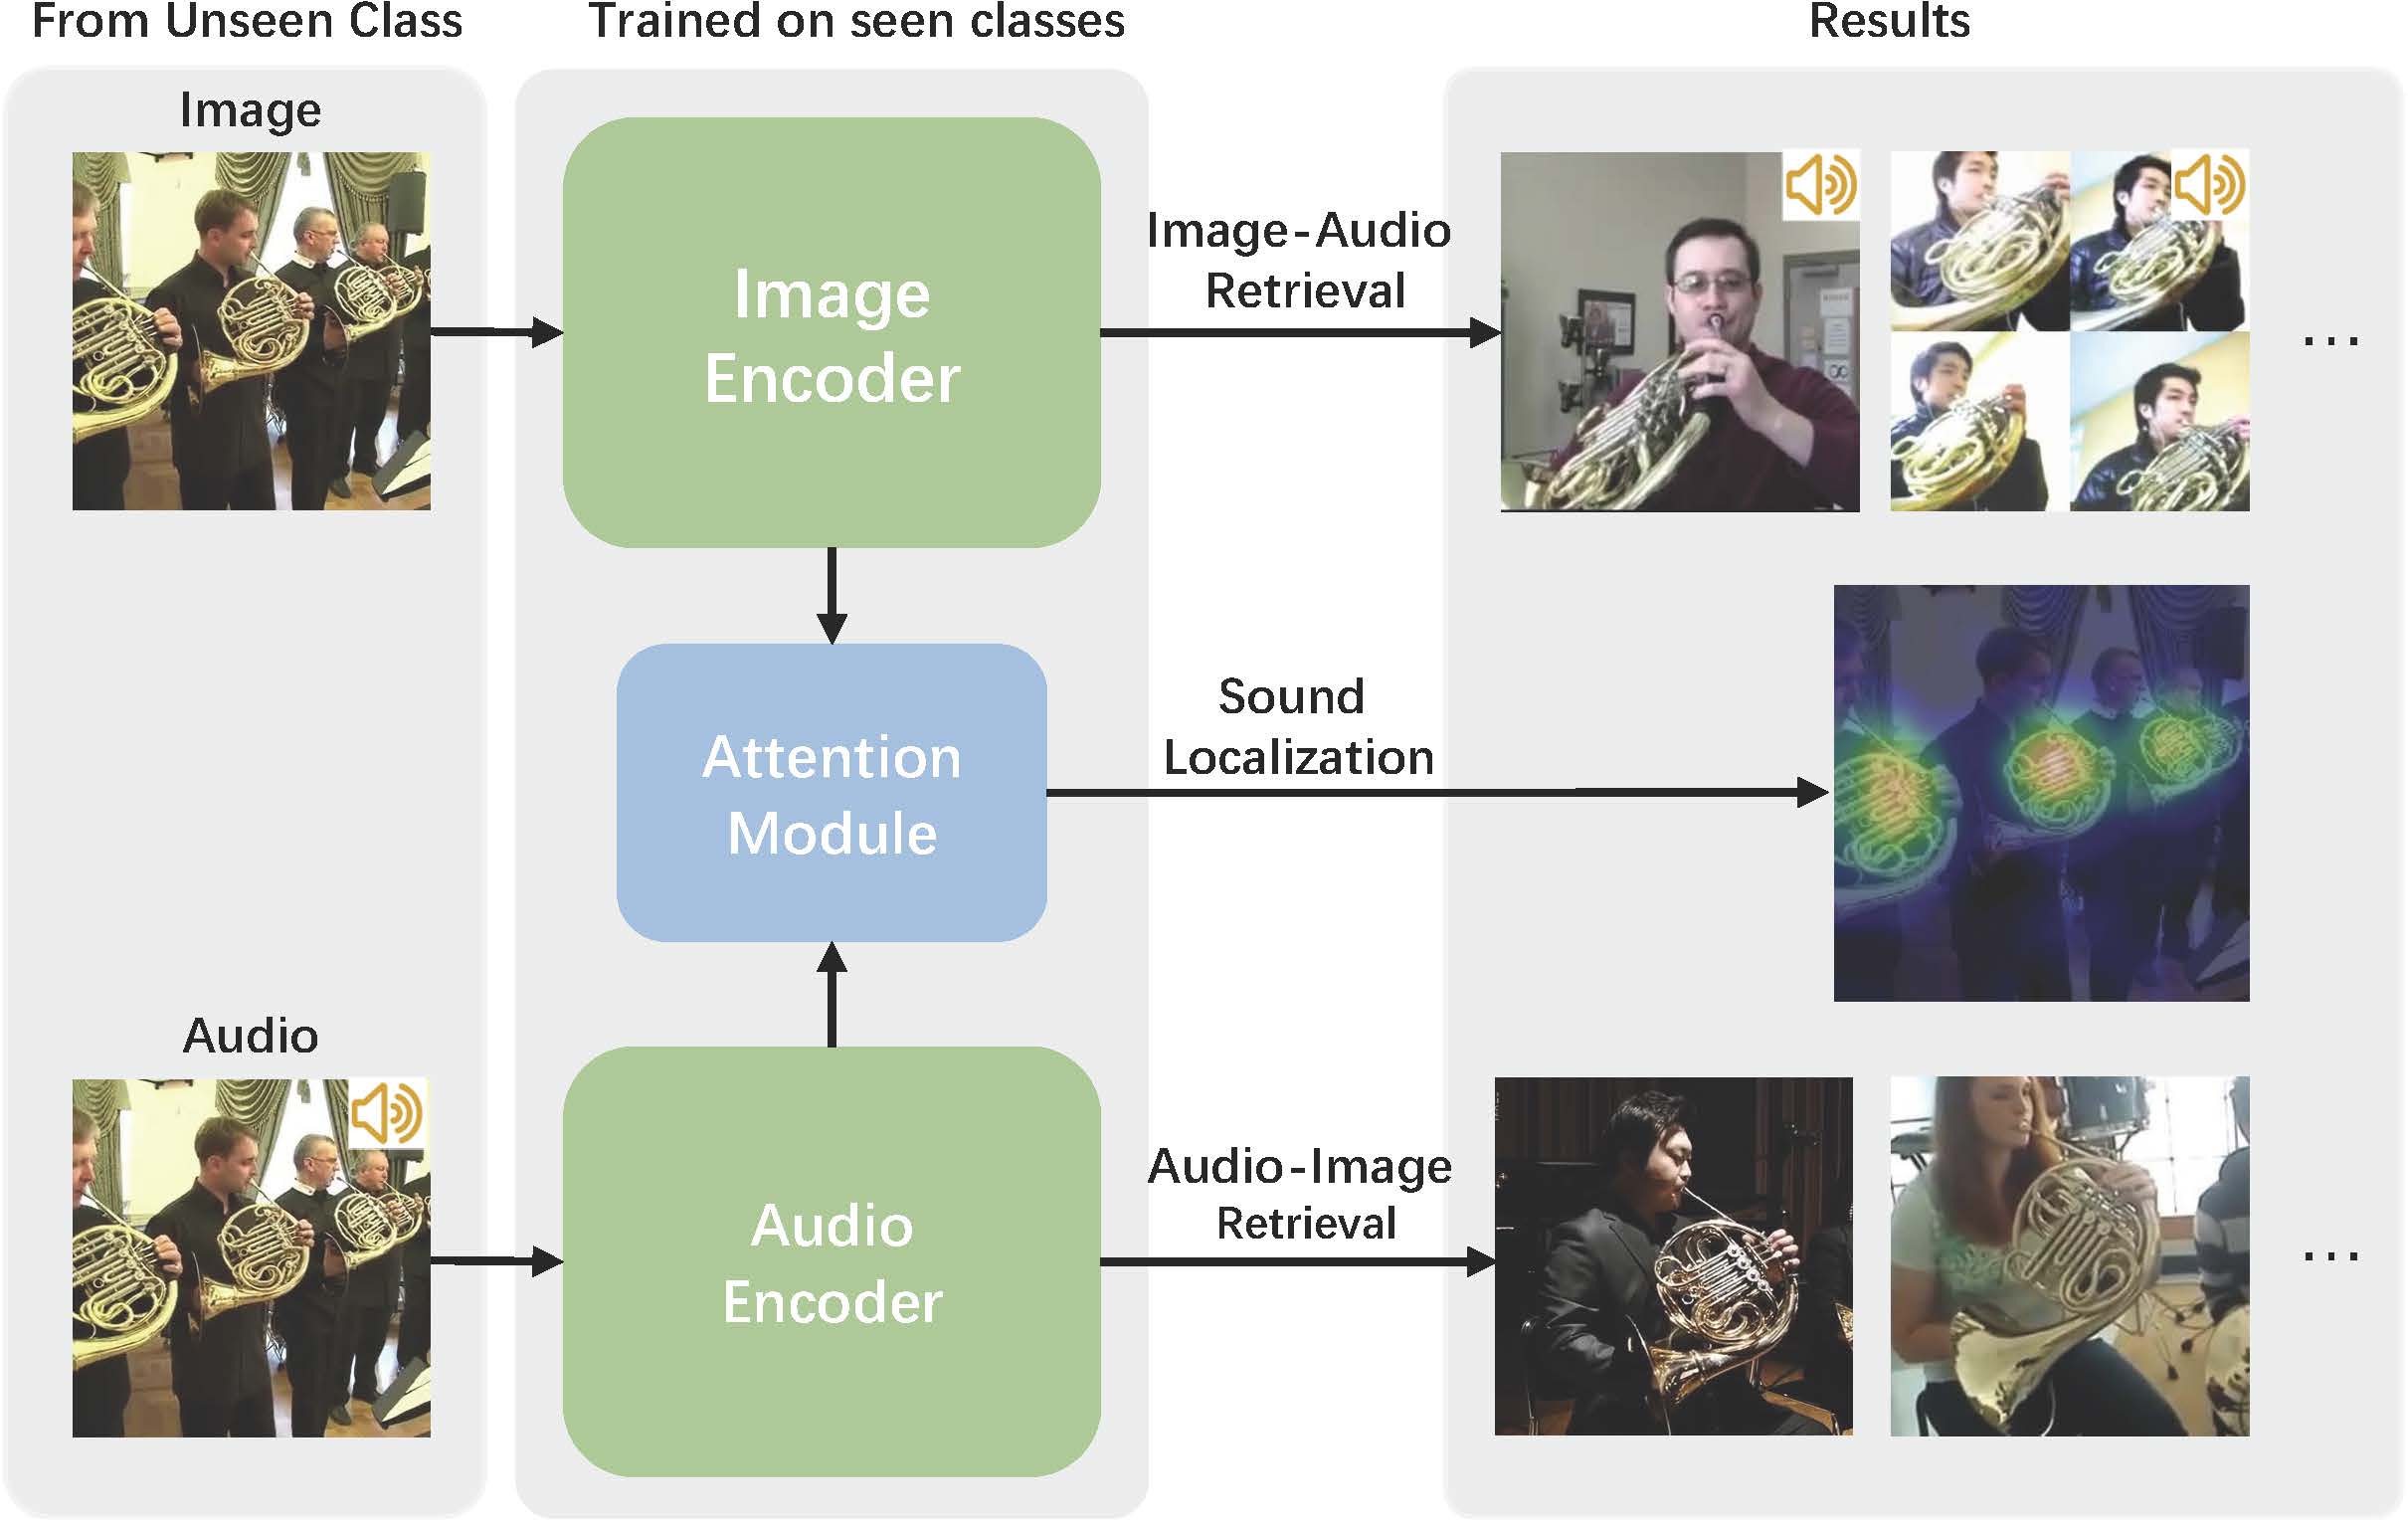 From Unseen Class
Trained on seen classes
Results
Image
Image
Encoder
Image-Audio
Retrieval
...
Attention
Module
Sound
Localization
Audio
Audio
Encoder
Audio-Image
Retrieval
...